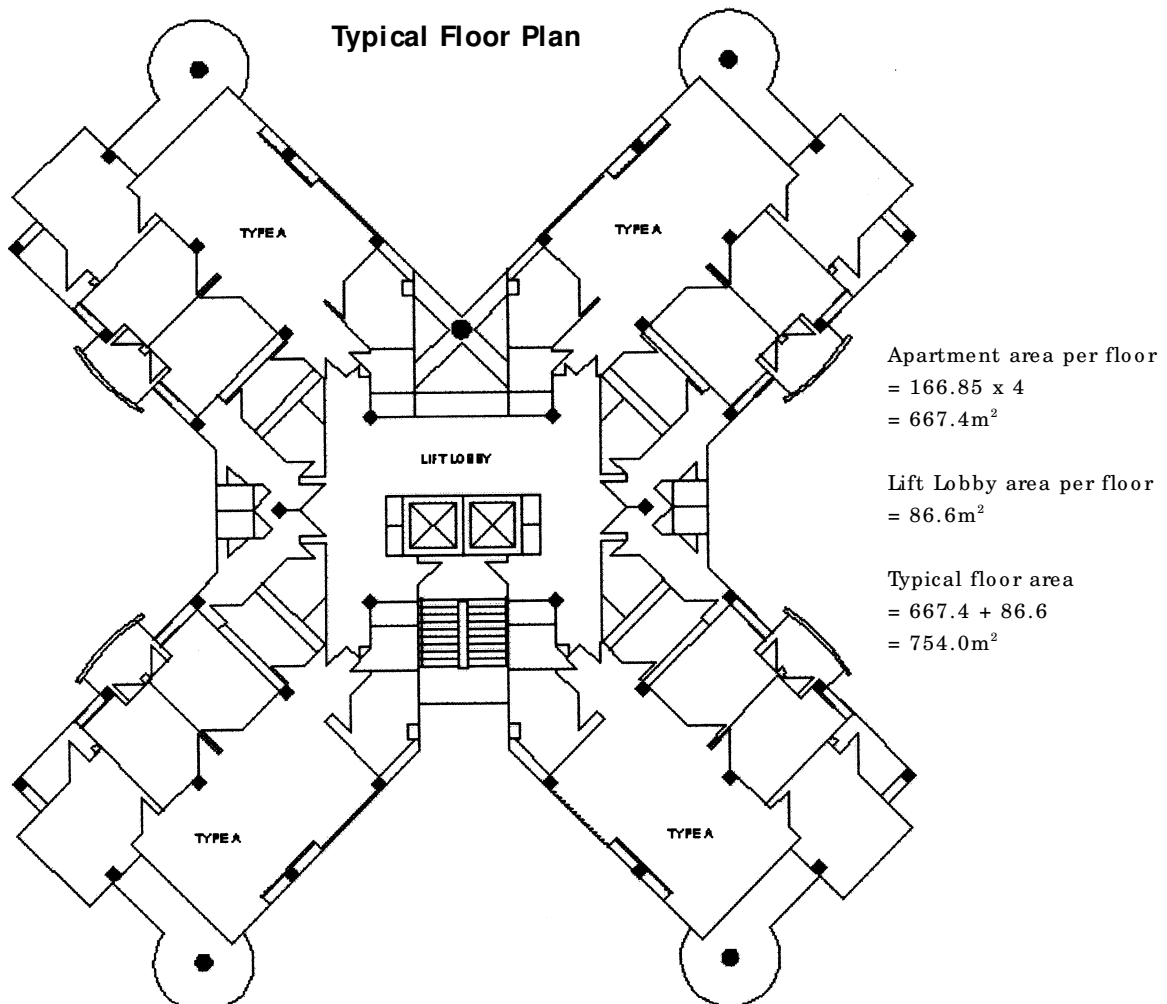 Typical Floor Plan
TYPE A
TYPE A
Apartment area per floor
= 166.85 x 4
= 667.4m²
LIFT LOBBY
Lift Lobby area per floor
= 86.6m²
Typical floor area
= 667.4 + 86.6
= 754.0m²
TYPE A
TYPE A